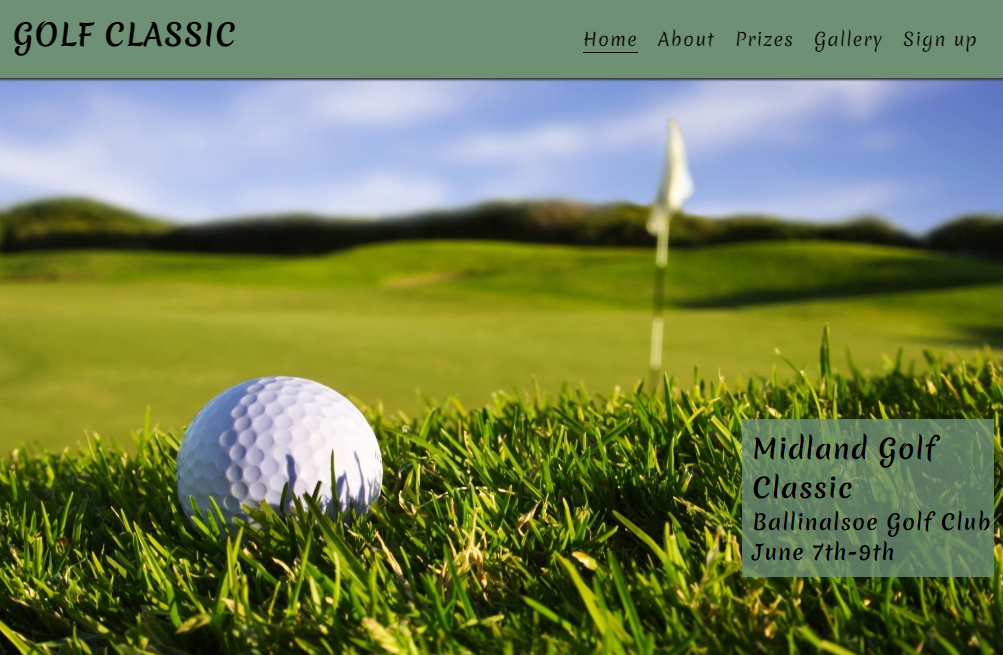 GOLF CLASSIC
Home About Prizes Gallery Sign up
Midland Golf
Classic
Ballinalsoe Golf Club
June 7th-9th